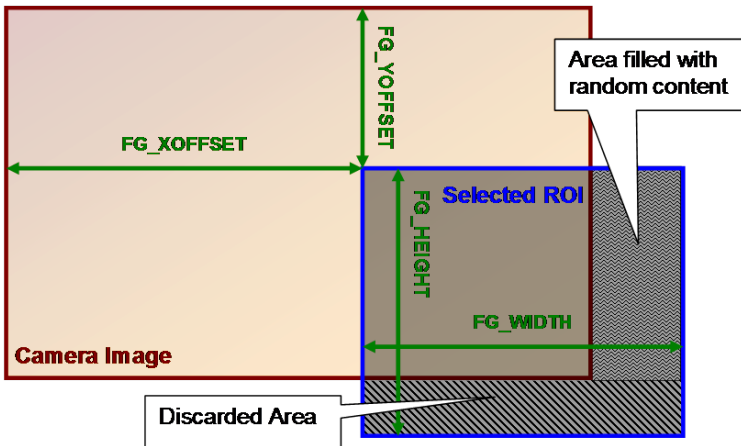 FG_YOFFSET
Area filled with
random content
FG_XOFFSET
Selected ROI
FG_HEIGHT
FG_WIDTH
Camera Image
Discarded Area